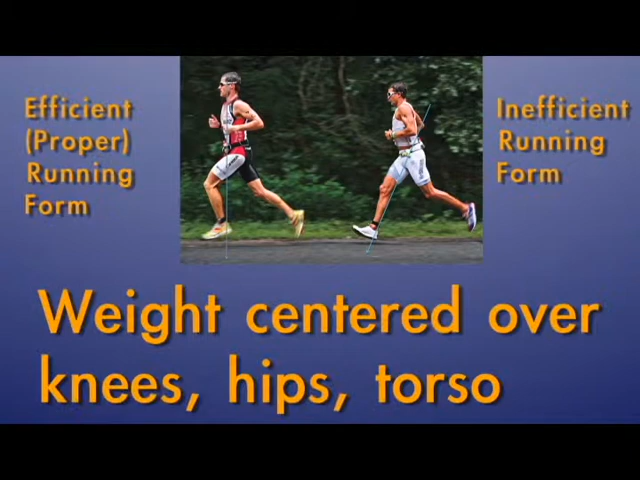 Efficient
(Proper)
Running
Form
Inefficient
Running
Form
Weight centered over
knees, hips, torso